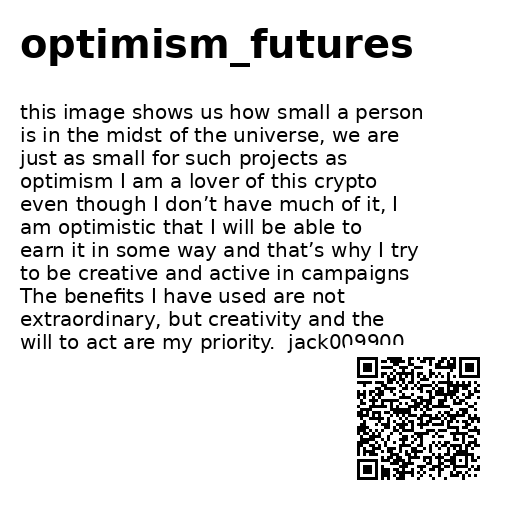 optimism_futures
this image shows us how small a person
is in the midst of the universe, we are
just as small for such projects as
optimism I am a lover of this crypto
even though I don’t have much of it, I
am optimistic that I will be able to
earn it in some way and that’s why I try
to be creative and active in campaigns
The benefits I have used are not
extraordinary, but creativity and the
will to act are my priority.  jack009900